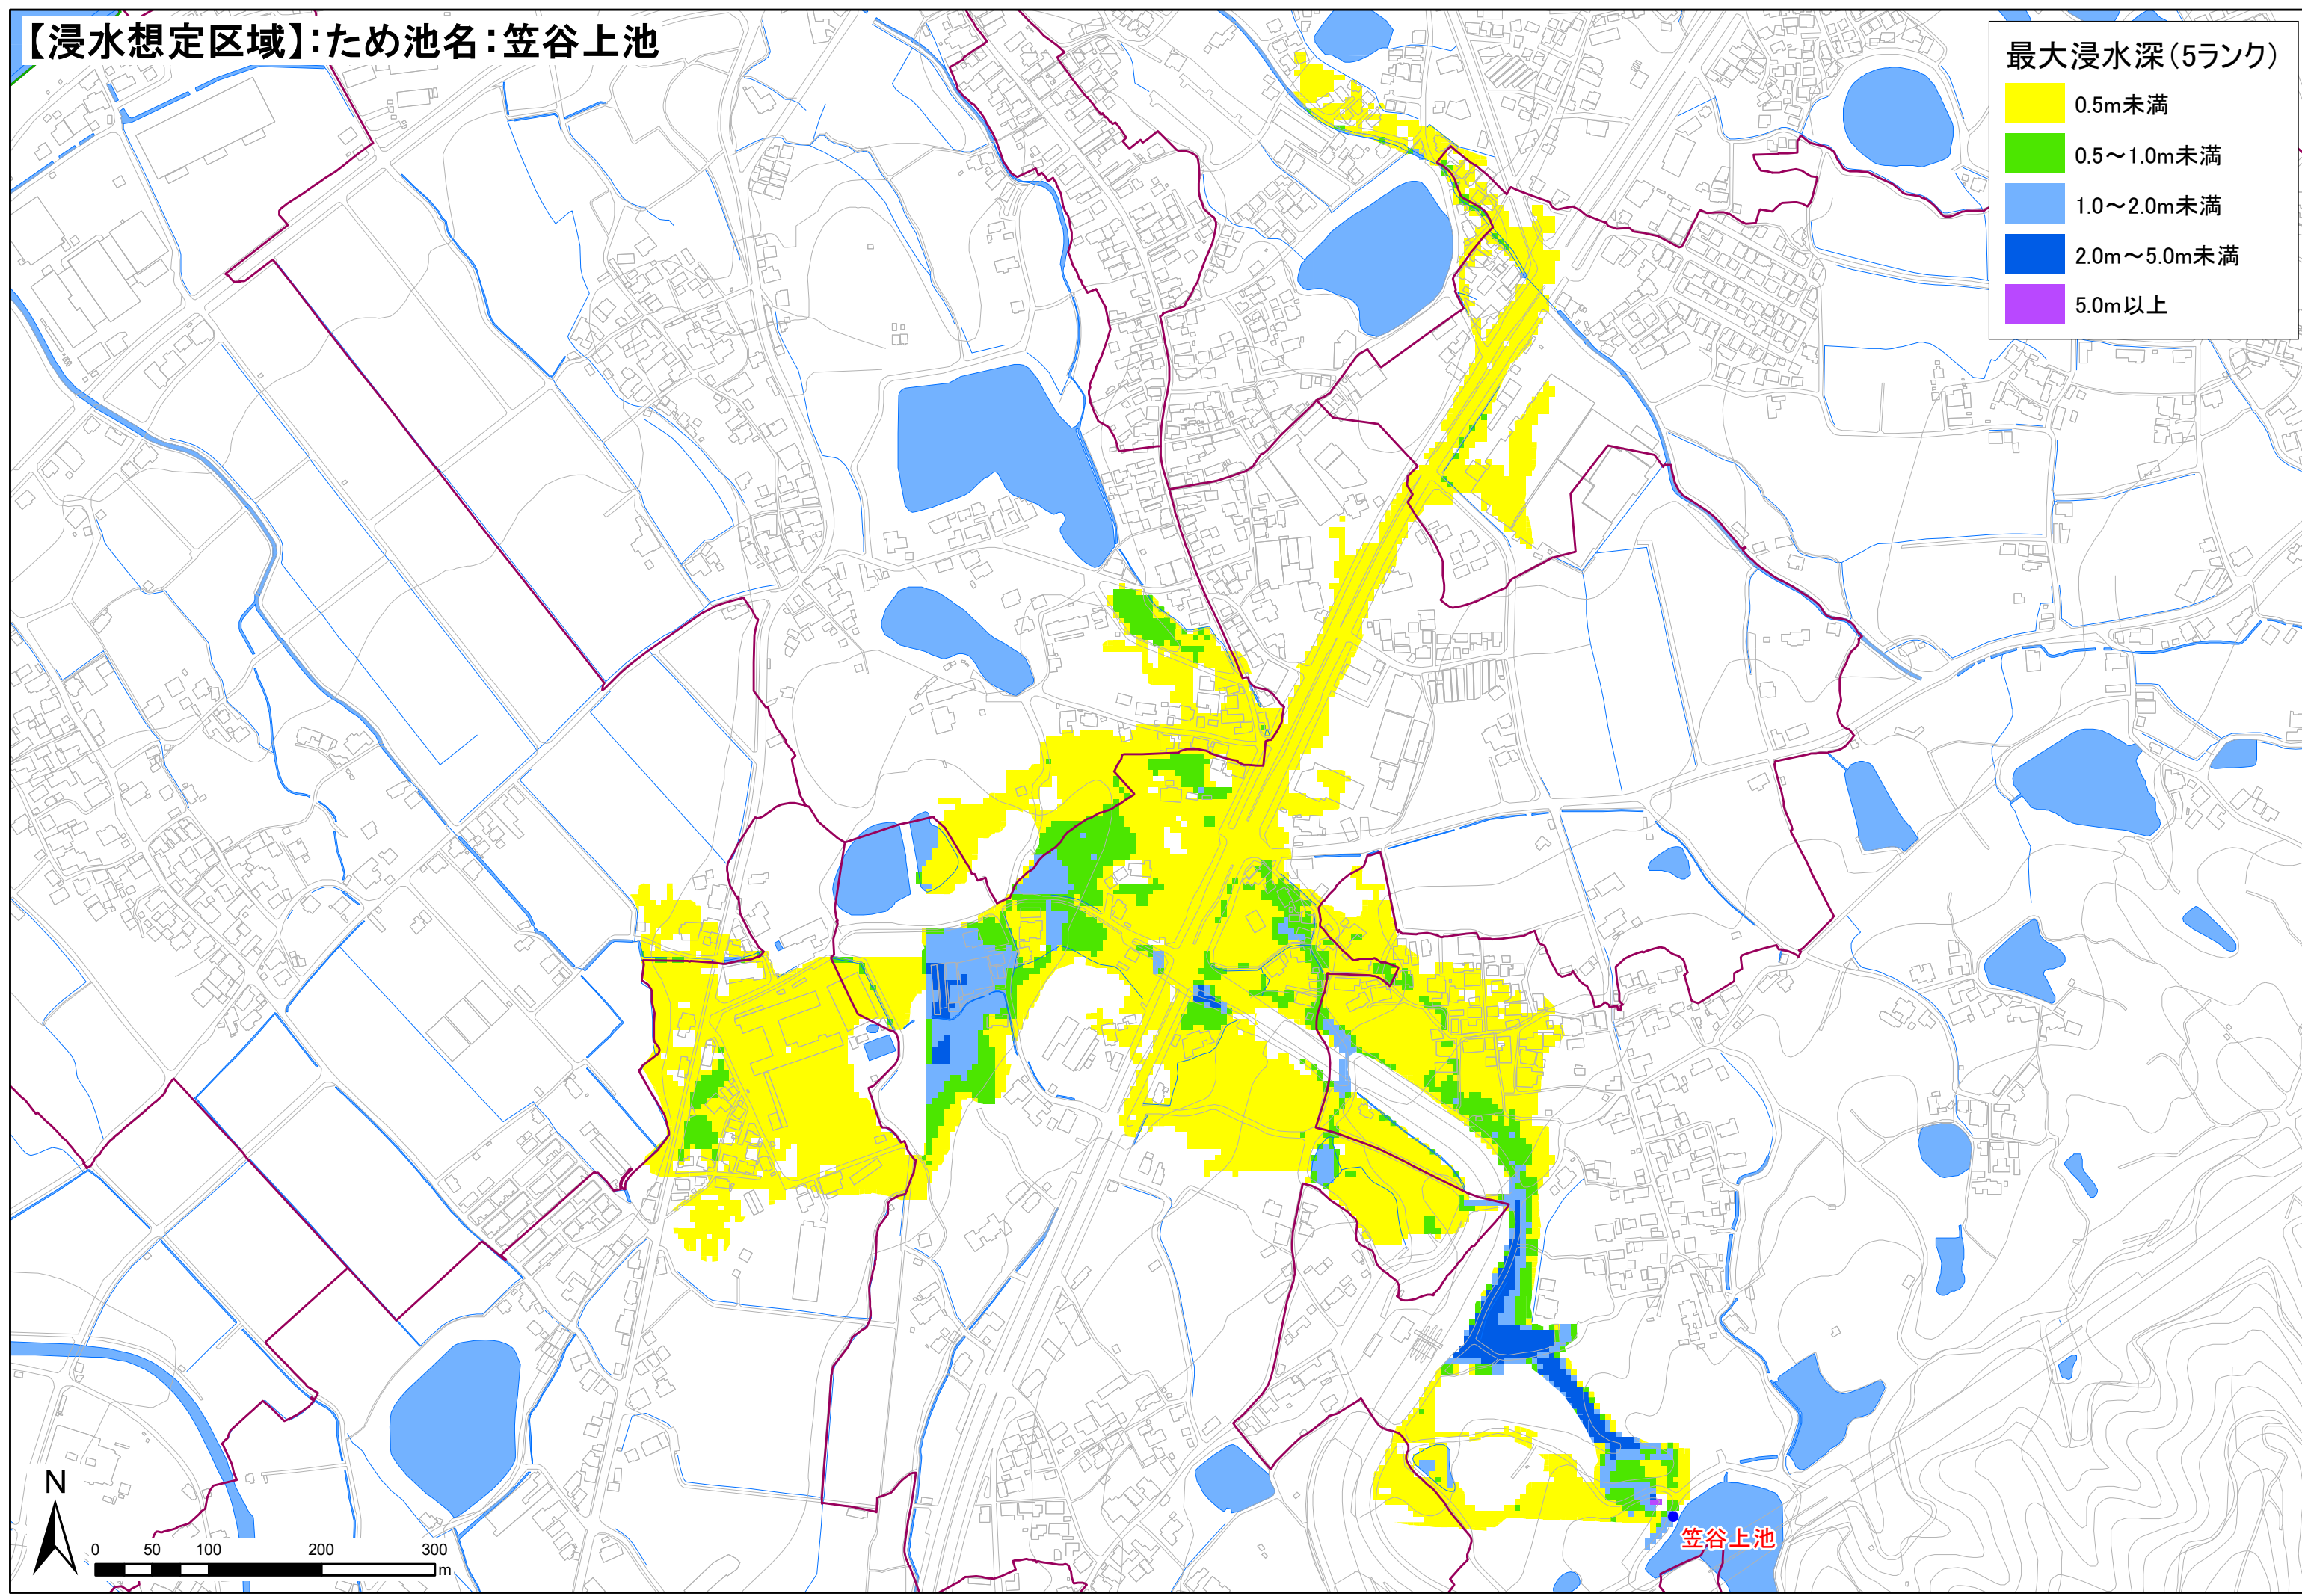 【浸水想定区域】:ため池名:笠谷上池
最大浸水深(5ランク)
0.5m未満
0.5~1.0m未満
1.0~2.0m未満
2.0m~5.0m未満
5.0m以上
笠谷上池
N
0 50 100 200 300
m